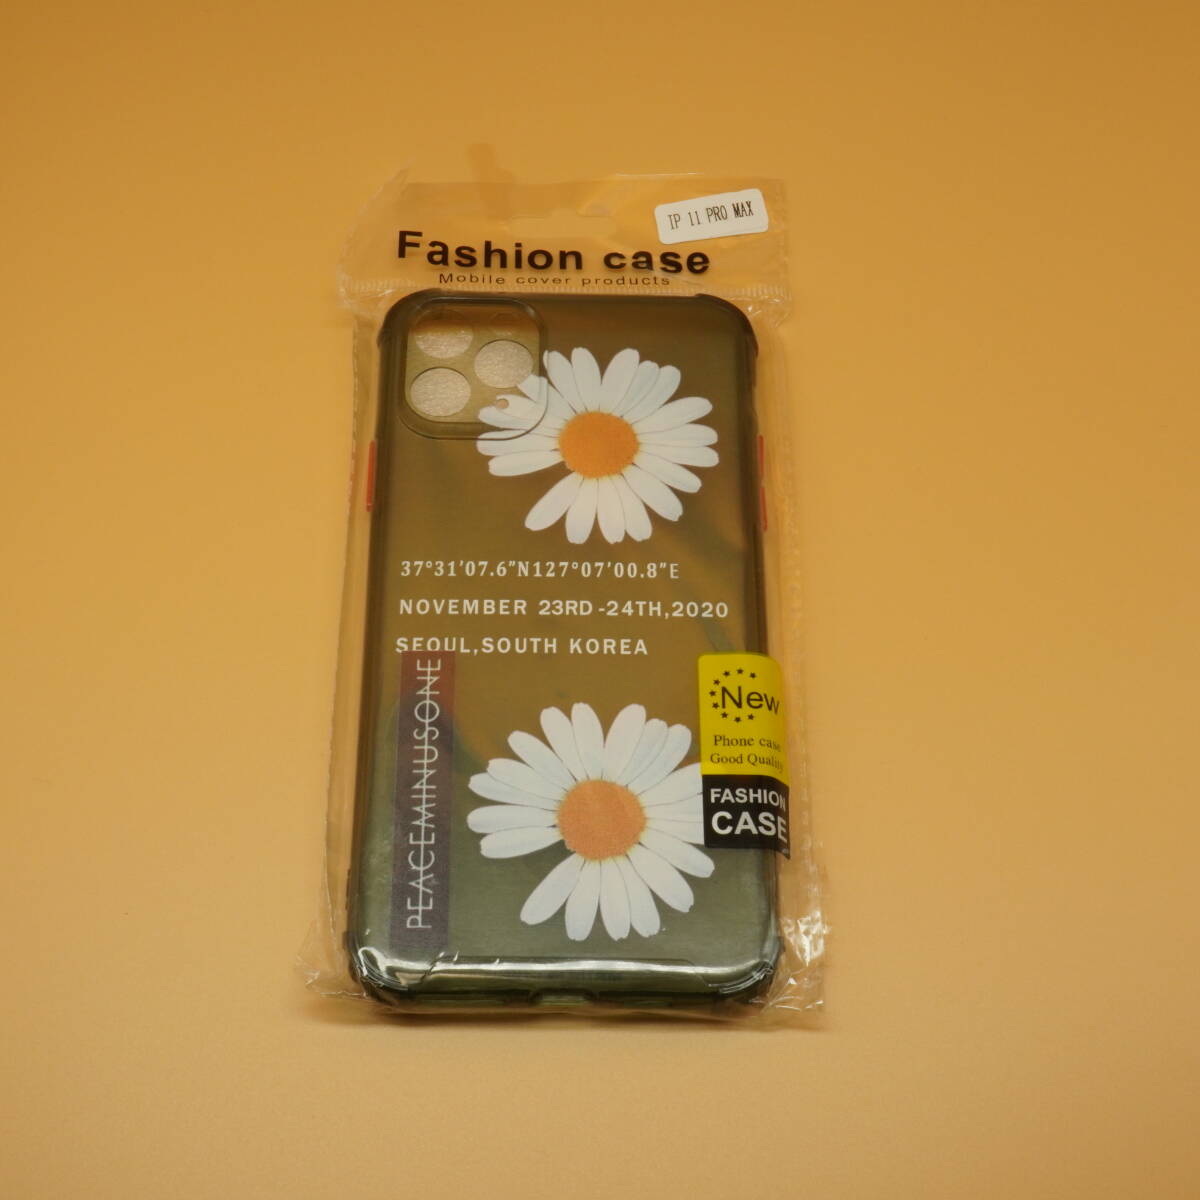 IP 11 PRO MAX
Fashion case
Mobile cover products
37°31'07.6"N127°07'00.8"E
NOVEMBER 23RD -24TH,2020
SEOUL,SOUTH KOREA
PEACEMINUSONE
New
Phone case
Good Quality
FASHION
CASE